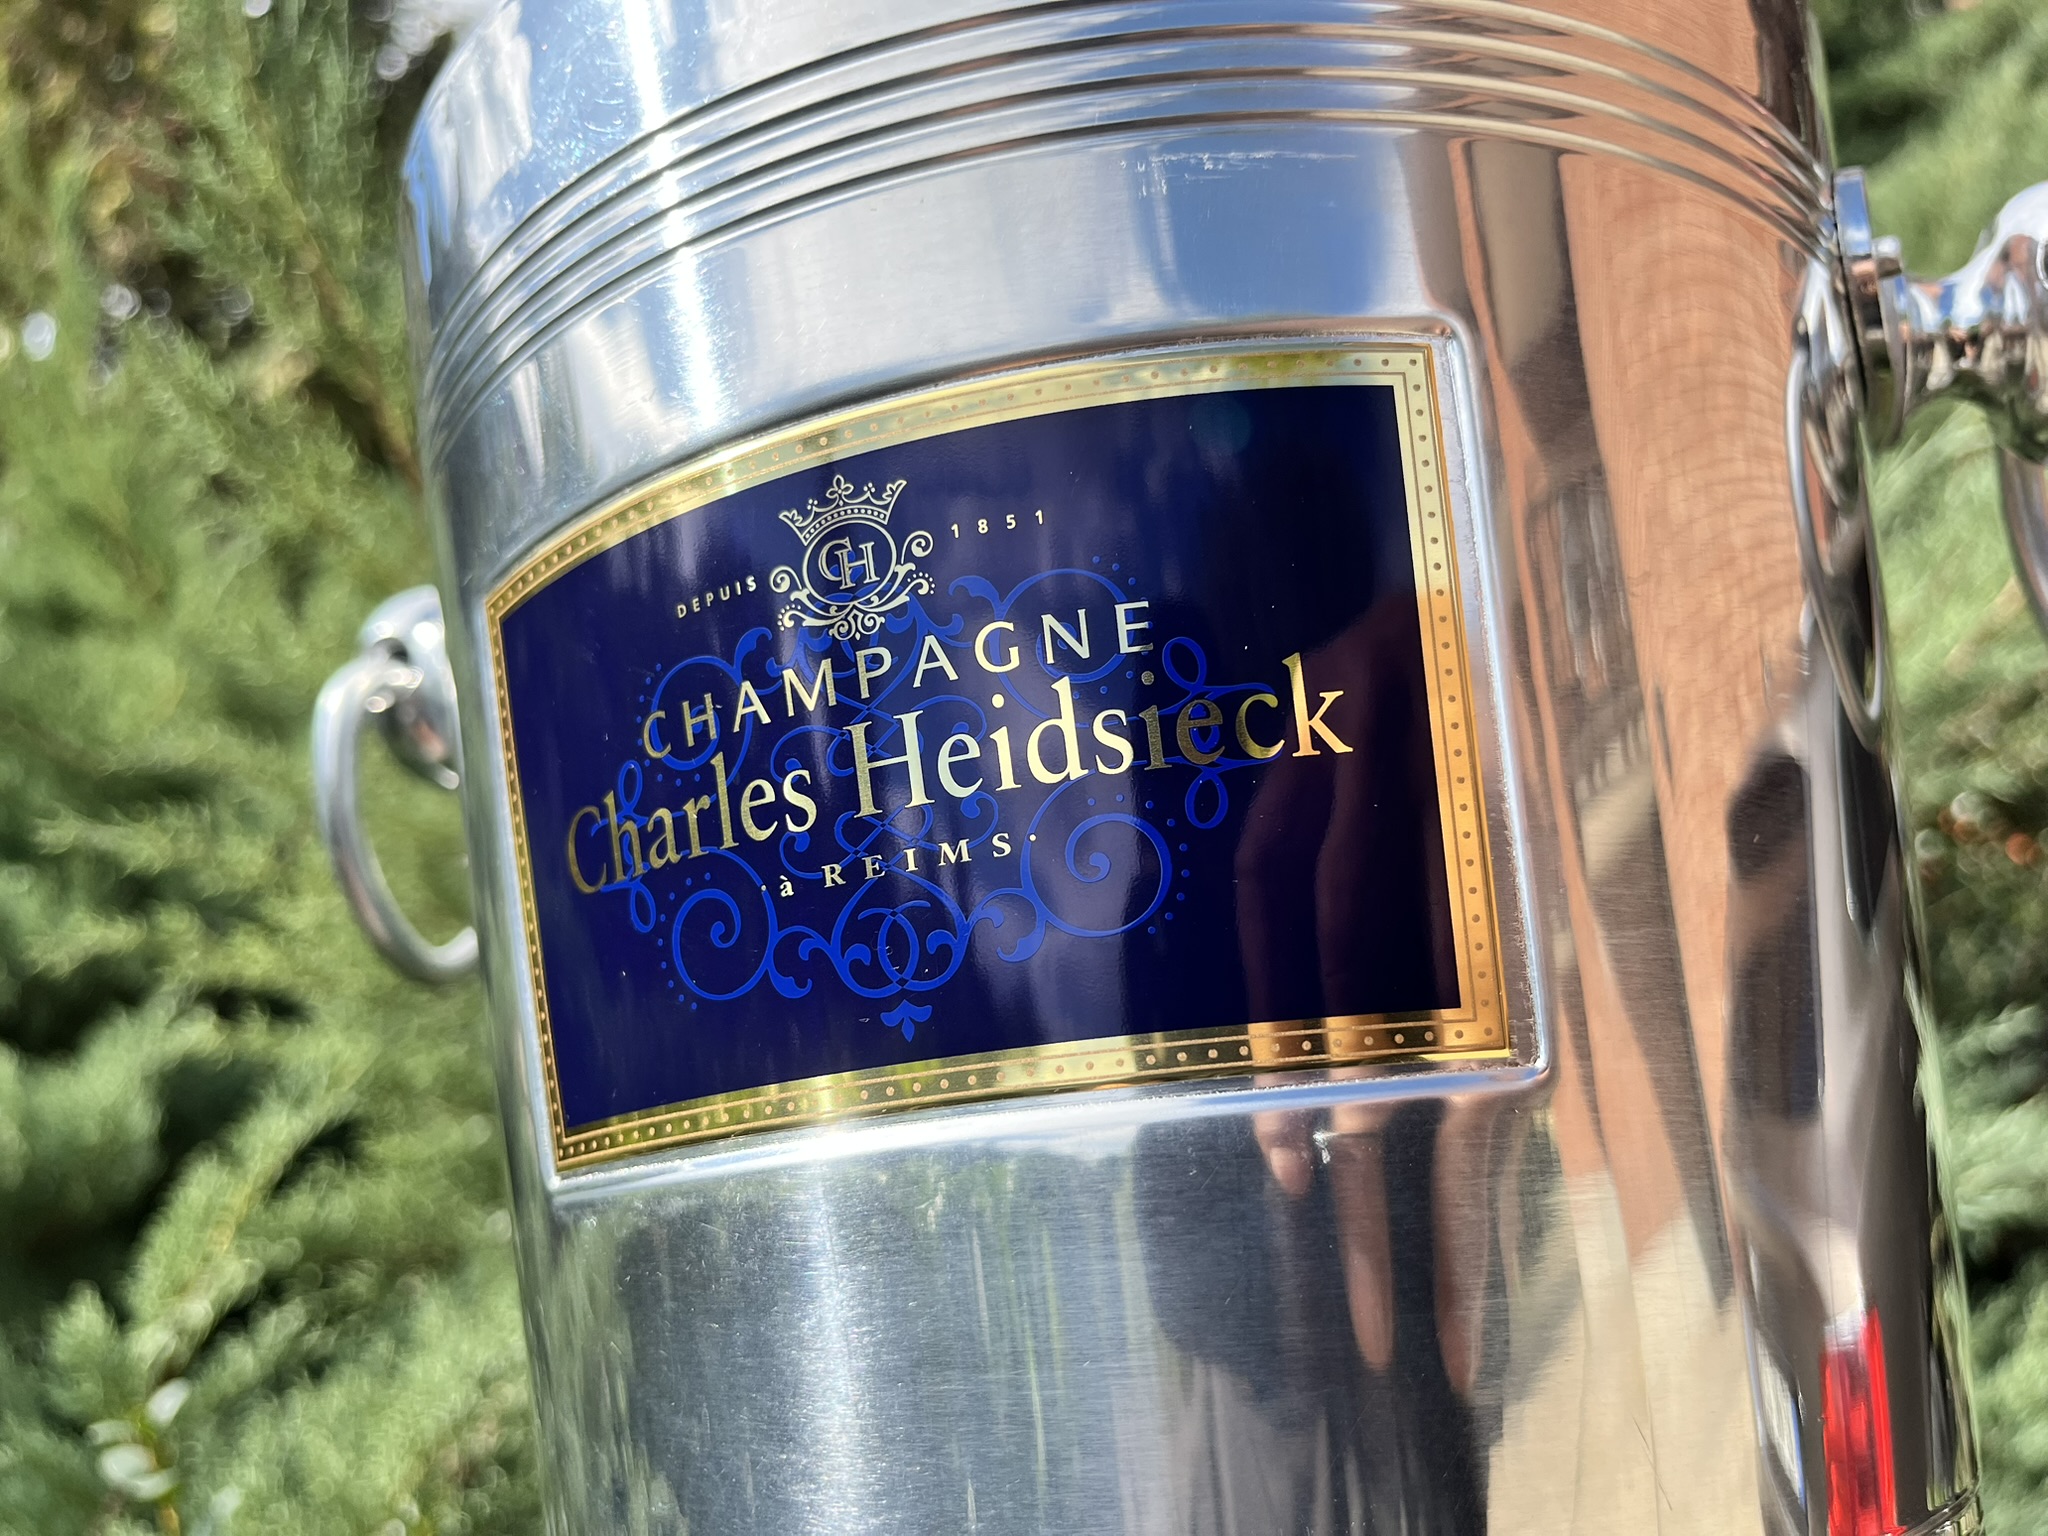 DEPUIS CH 1851
CHAMPAGNE
Charles Heidsieck
·à REIMS·